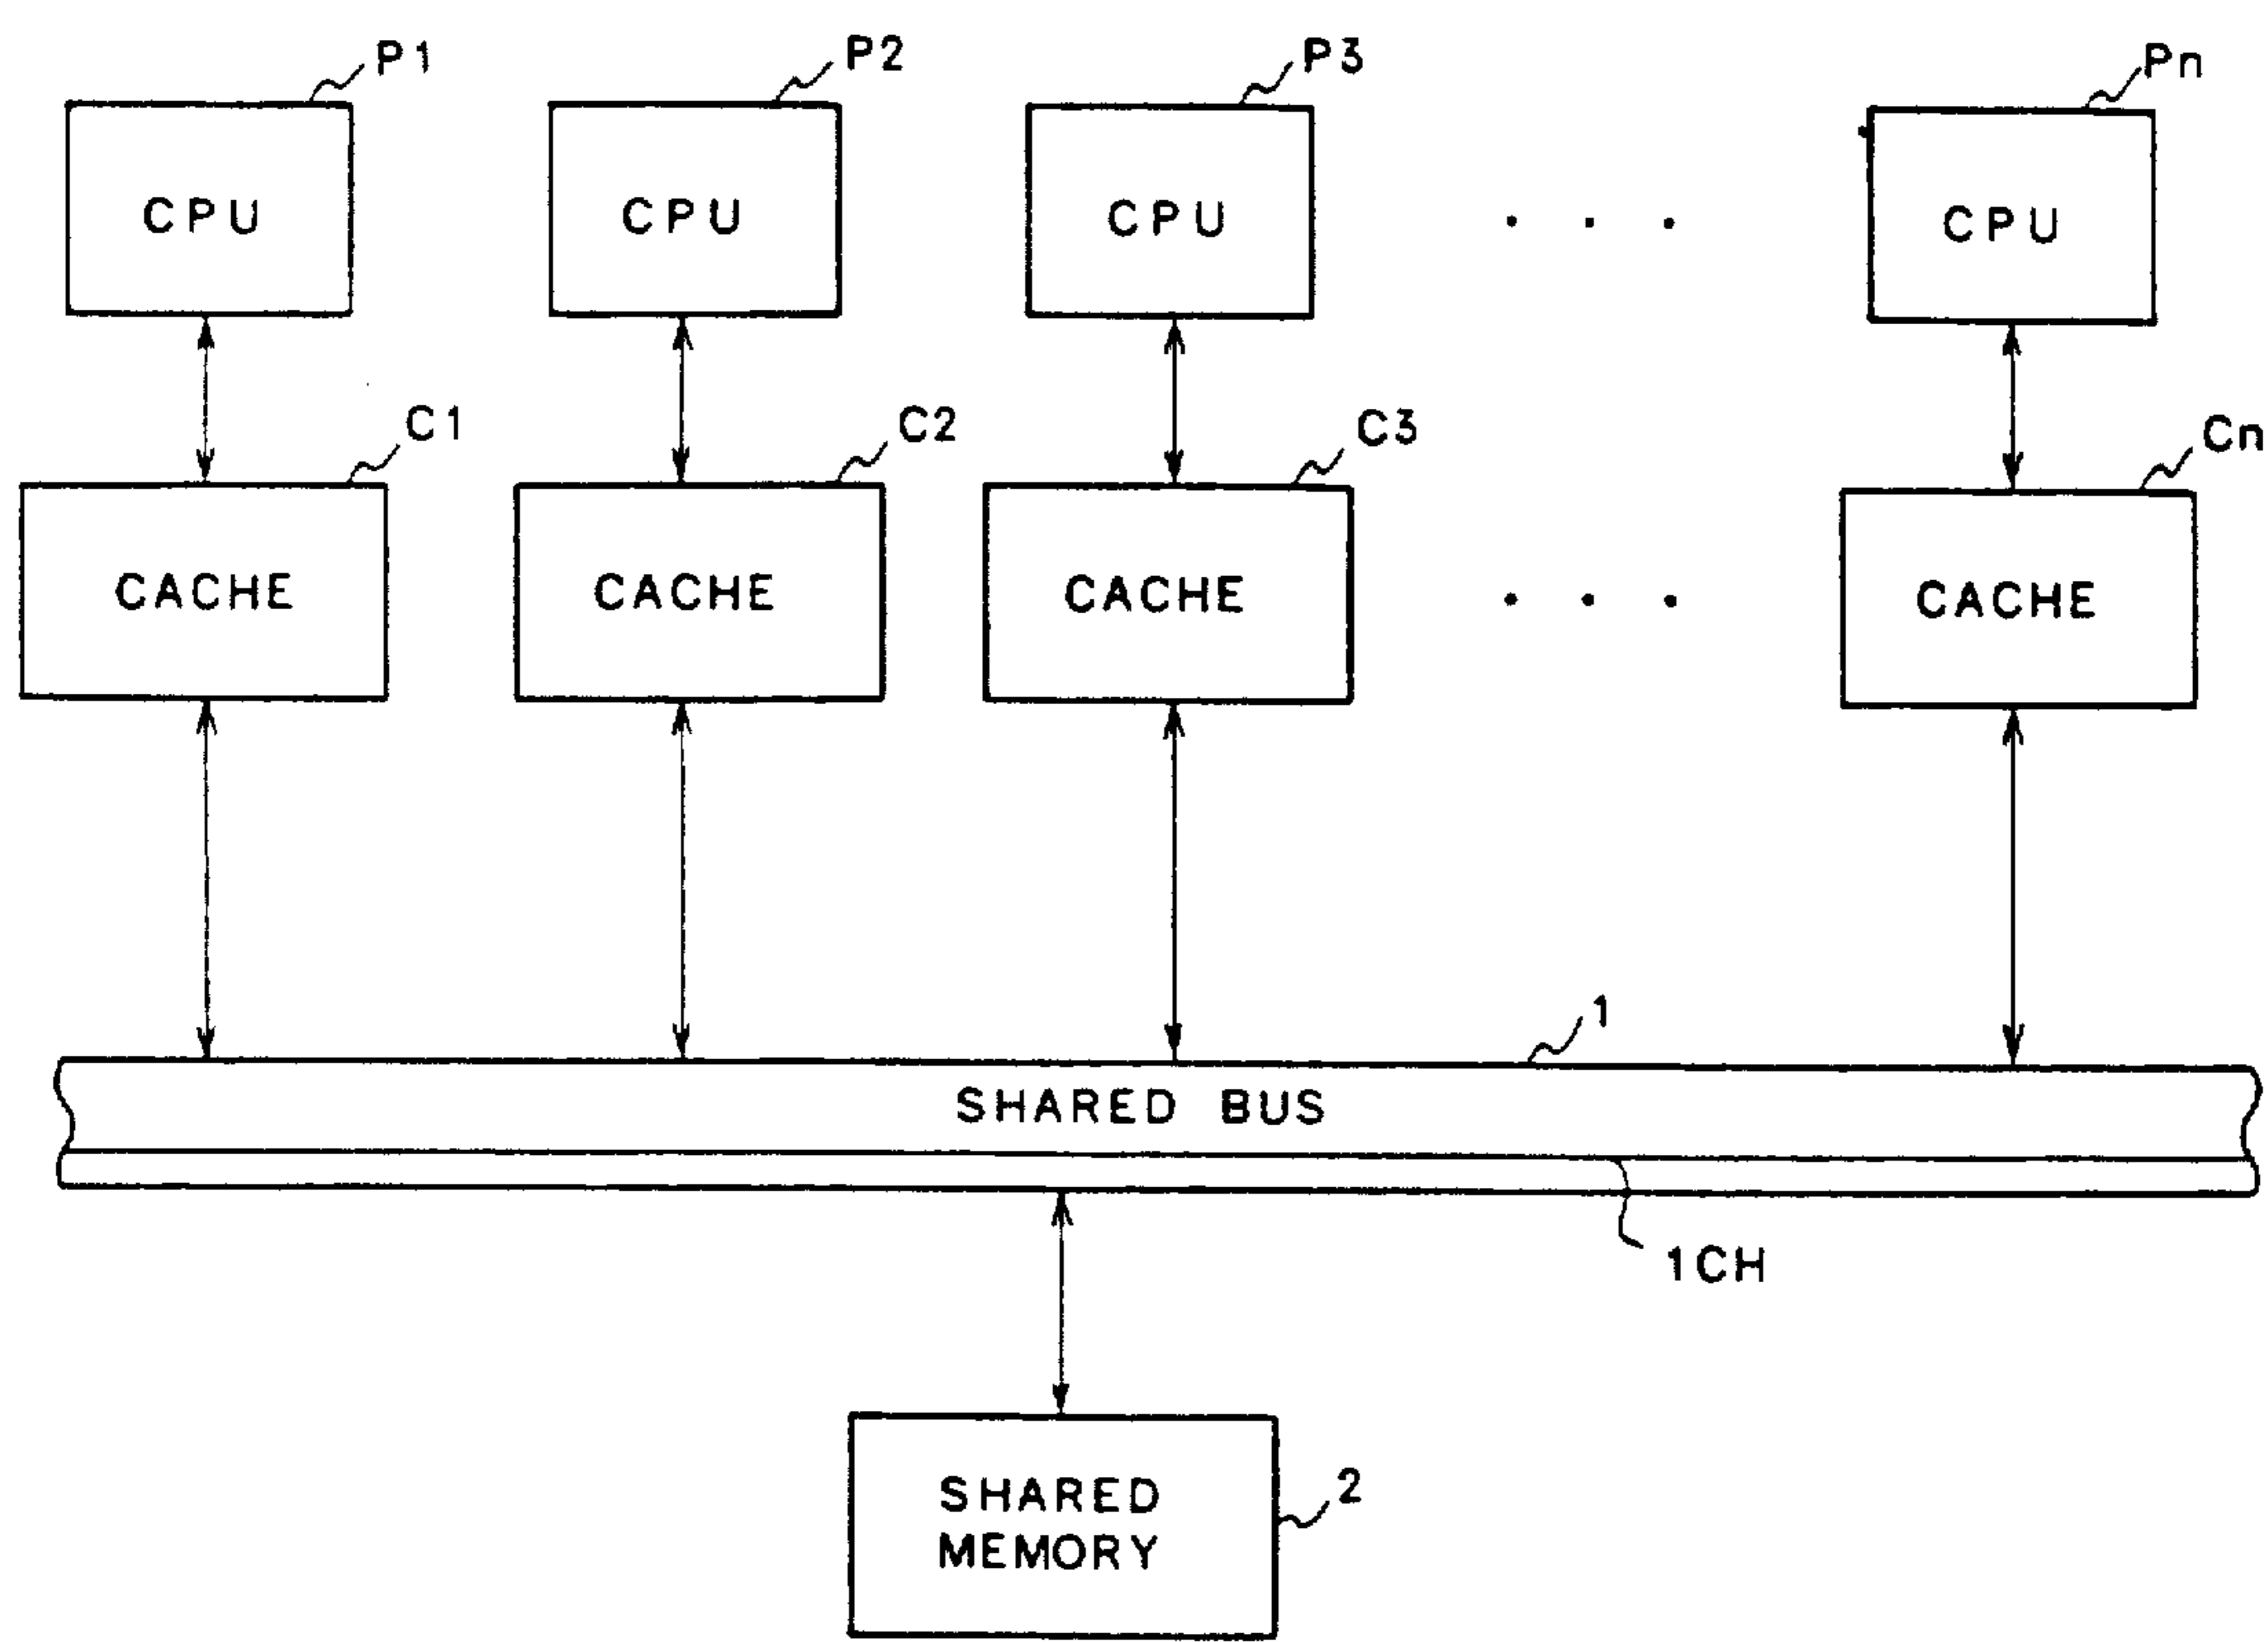 P1
P2
P3
Pn
CPU
CPU
CPU
. . .
CPU
C1
C2
C3
Cn
CACHE
CACHE
CACHE
. . .
CACHE
1
SHARED BUS
1CH
2
SHARED
MEMORY